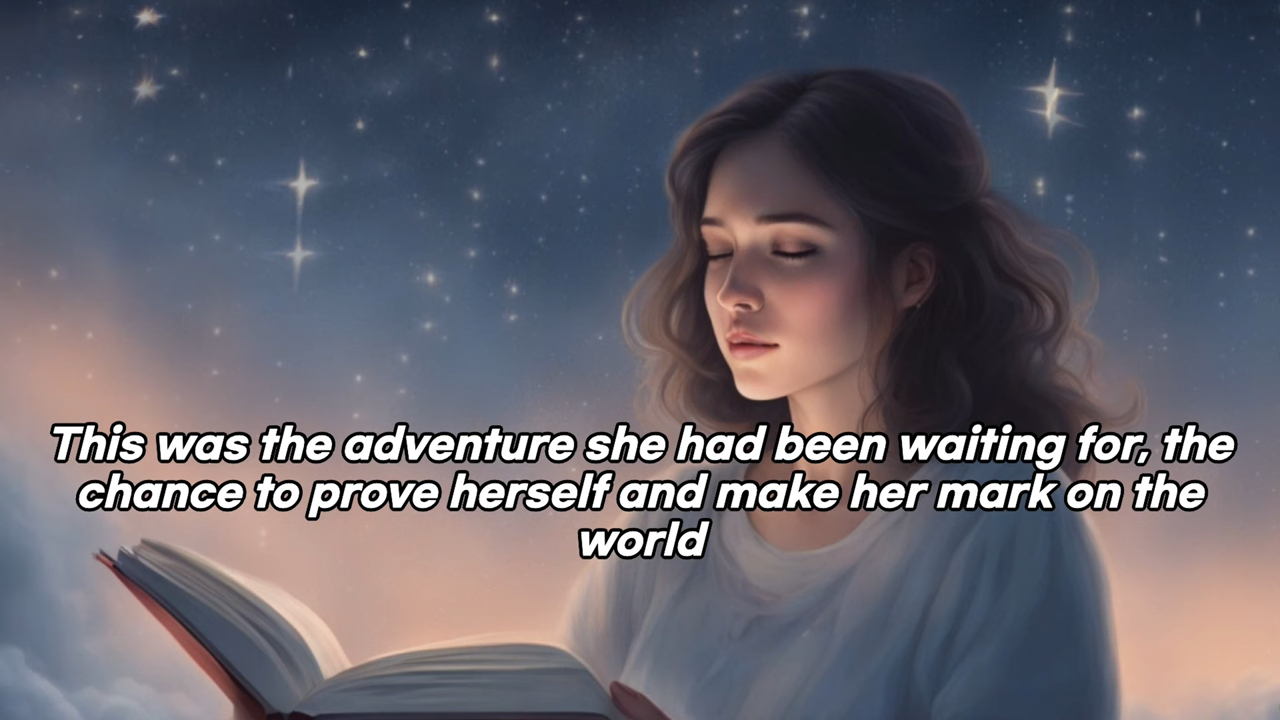 This was the adventure she had been waiting for, the
chance to prove herself and make her mark on the
world